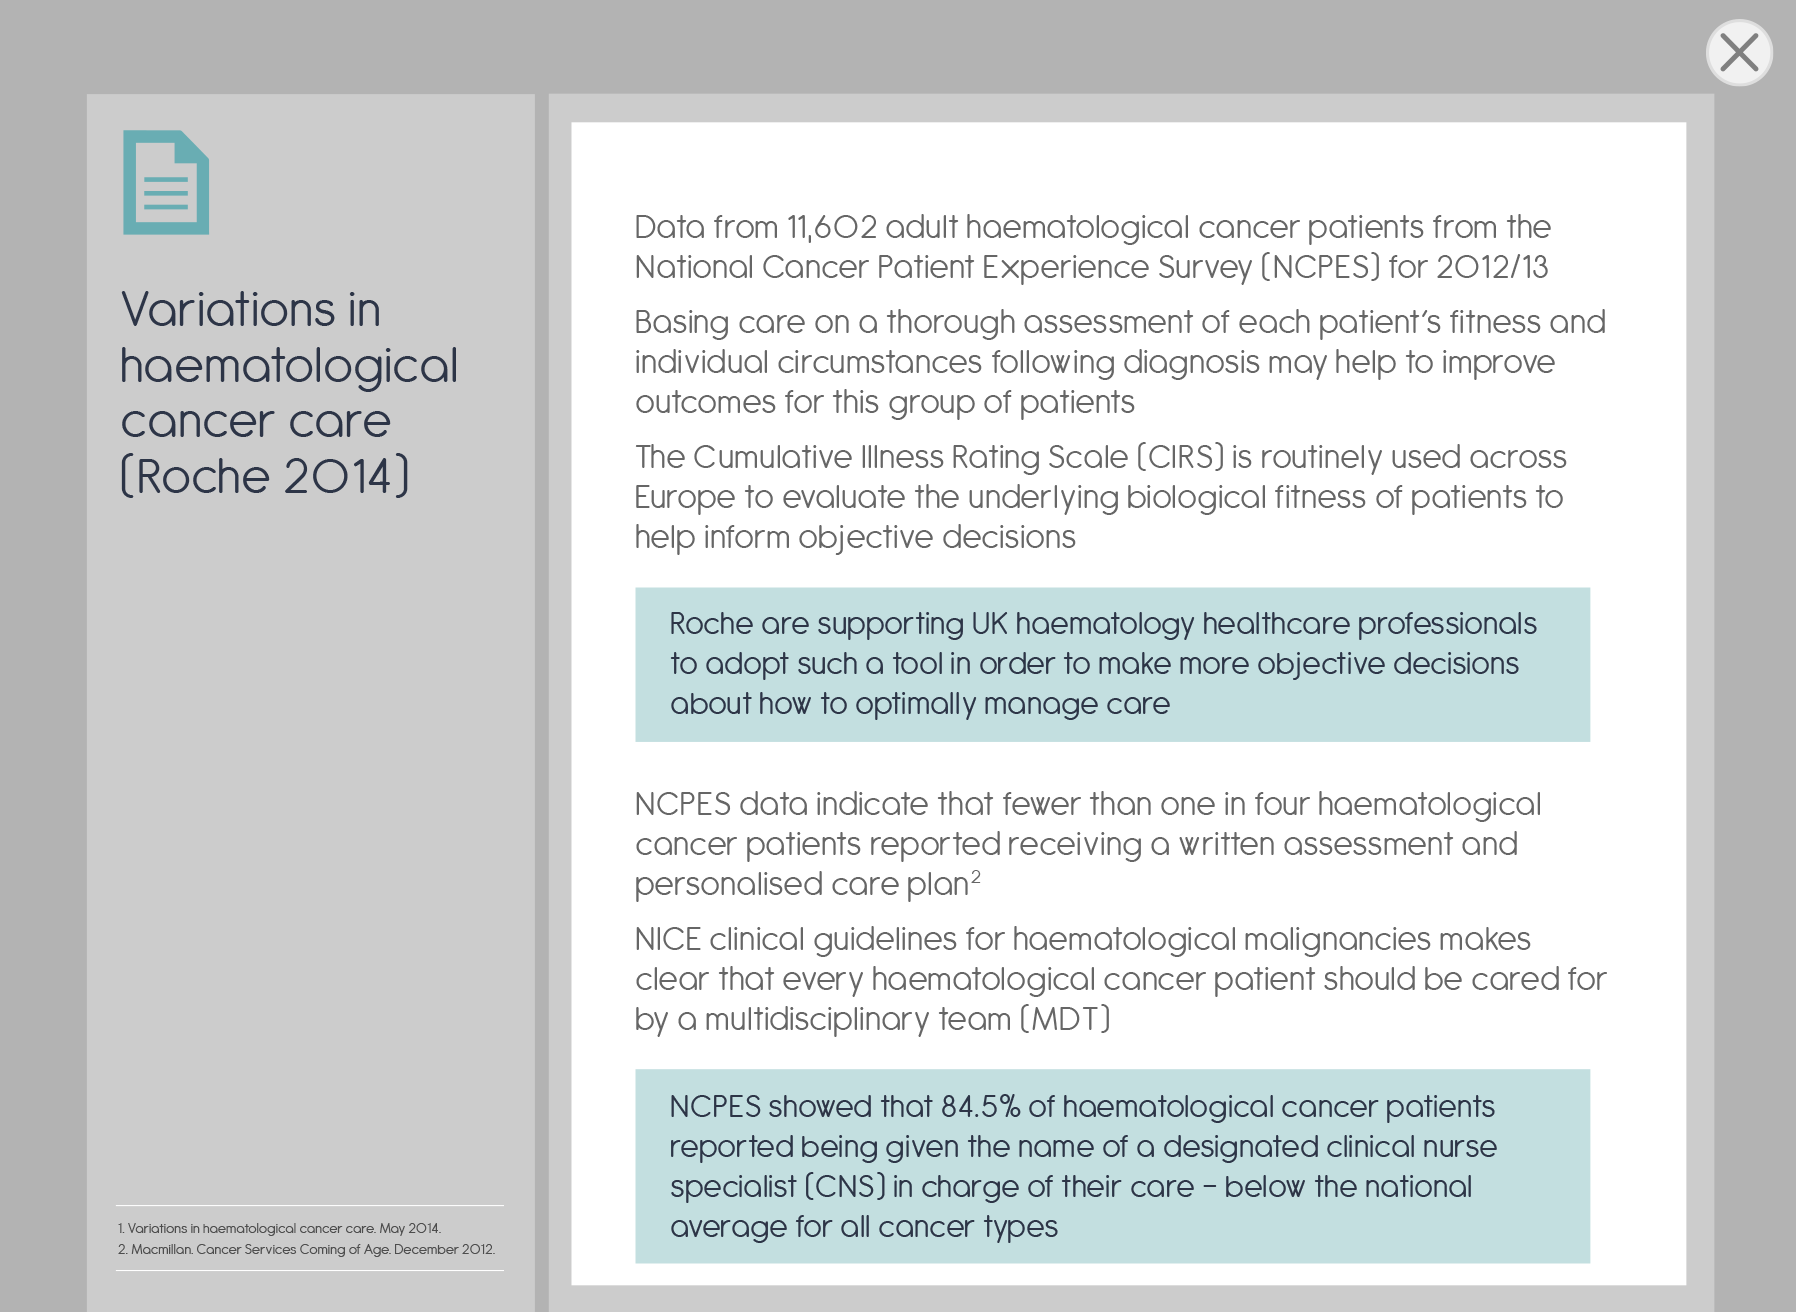 Variations in
haematological
cancer care
(Roche 2014)
1. Variations in haematological cancer care. May 2014.
2. Macmillan. Cancer Services Coming of Age. December 2012.
Data from 11,602 adult haematological cancer patients from the
National Cancer Patient Experience Survey (NCPES) for 2012/13
Basing care on a thorough assessment of each patient's fitness and
individual circumstances following diagnosis may help to improve
outcomes for this group of patients
The Cumulative Illness Rating Scale (CIRS) is routinely used across
Europe to evaluate the underlying biological fitness of patients to
help inform objective decisions
Roche are supporting UK haematology healthcare professionals
to adopt such a tool in order to make more objective decisions
about how to optimally manage care
NCPES data indicate that fewer than one in four haematological
cancer patients reported receiving a written assessment and
personalised care plan²
NICE clinical guidelines for haematological malignancies makes
clear that every haematological cancer patient should be cared for
by a multidisciplinary team (MDT)
NCPES showed that 84.5% of haematological cancer patients
reported being given the name of a designated clinical nurse
specialist (CNS) in charge of their care – below the national
average for all cancer types